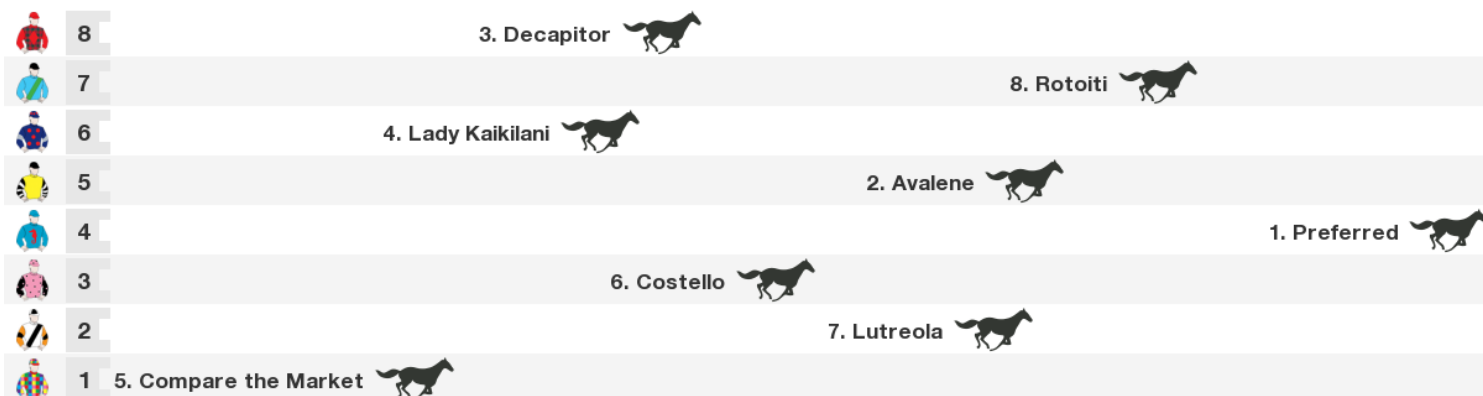 8 3. Decapitor
7 8. Rotoiti
6 4. Lady Kaikilani
5 2. Avalene
4 1. Preferred
3 6. Costello
2 7. Lutreola
1 5. Compare the Market